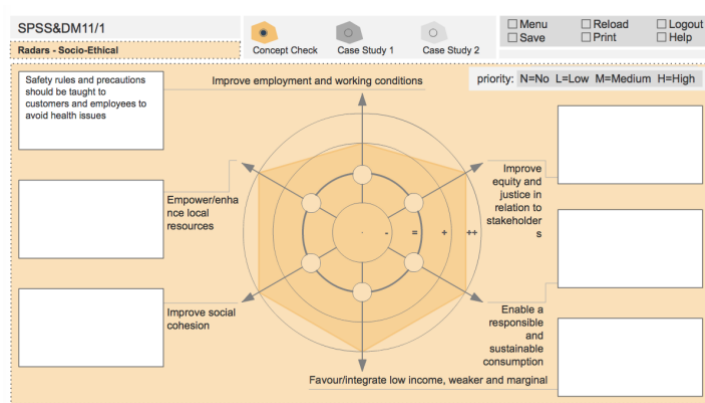 SPSS&DM11/1
Radars - Socio-Ethical
Concept Check
Case Study 1
Case Study 2
Menu
Reload
Logout
Save
Print
Help
priority: N=No L=Low M=Medium H=High
Safety rules and precautions
should be taught to
customers and employees to
avoid health issues
Improve employment and working conditions
Improve
equity and
justice in
relation to
stakeholder
s
Empower/enha
nce local
resources
- = + ++
Improve social
cohesion
Enable a
responsible
and
sustainable
consumption
Favour/integrate low income, weaker and marginal